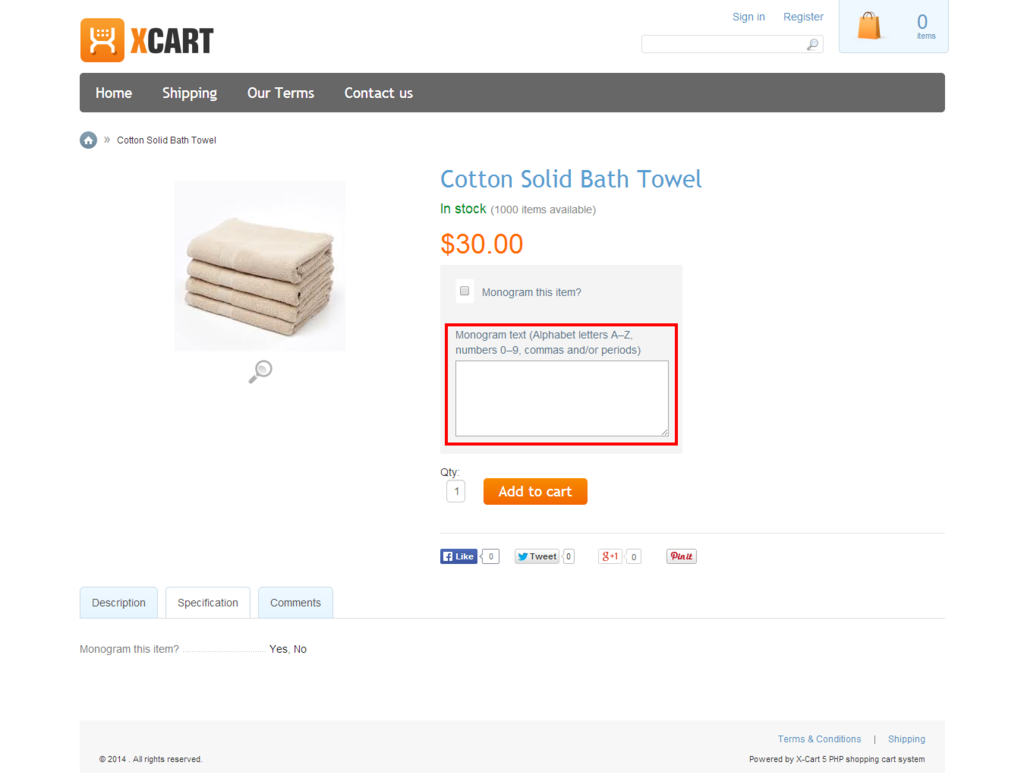 Sign in Register
0
items
XCART
Home Shipping Our Terms Contact us
» Cotton Solid Bath Towel
Cotton Solid Bath Towel
In stock (1000 items available)
$30.00
Monogram this item?
Monogram text (Alphabet letters A–Z,
numbers 0–9, commas and/or periods)
Qty:
1 Add to cart
Like 0 Tweet 0 g+1 0 Pin it
Description Specification Comments
Monogram this item? Yes, No
Terms & Conditions | Shipping
© 2014 . All rights reserved. Powered by X-Cart 5 PHP shopping cart system